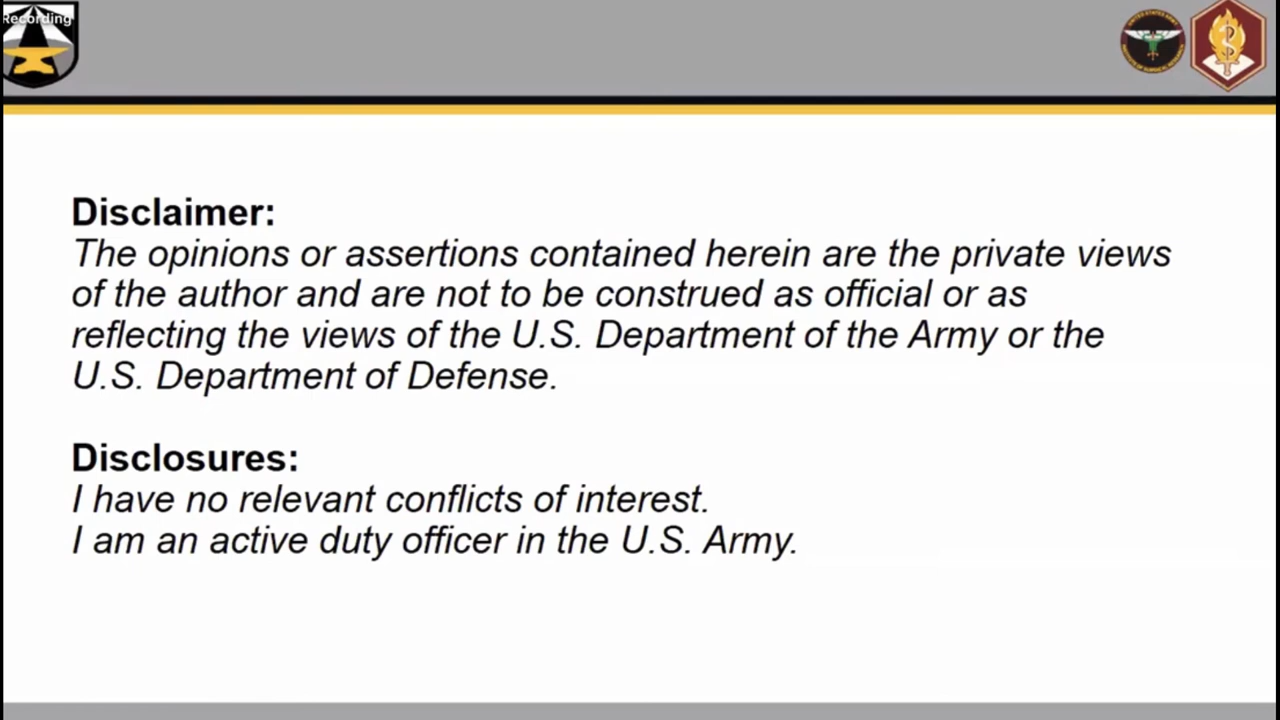 Recording
Disclaimer:
The opinions or assertions contained herein are the private views
of the author and are not to be construed as official or as
reflecting the views of the U.S. Department of the Army or the
U.S. Department of Defense.
Disclosures:
I have no relevant conflicts of interest.
I am an active duty officer in the U.S. Army.